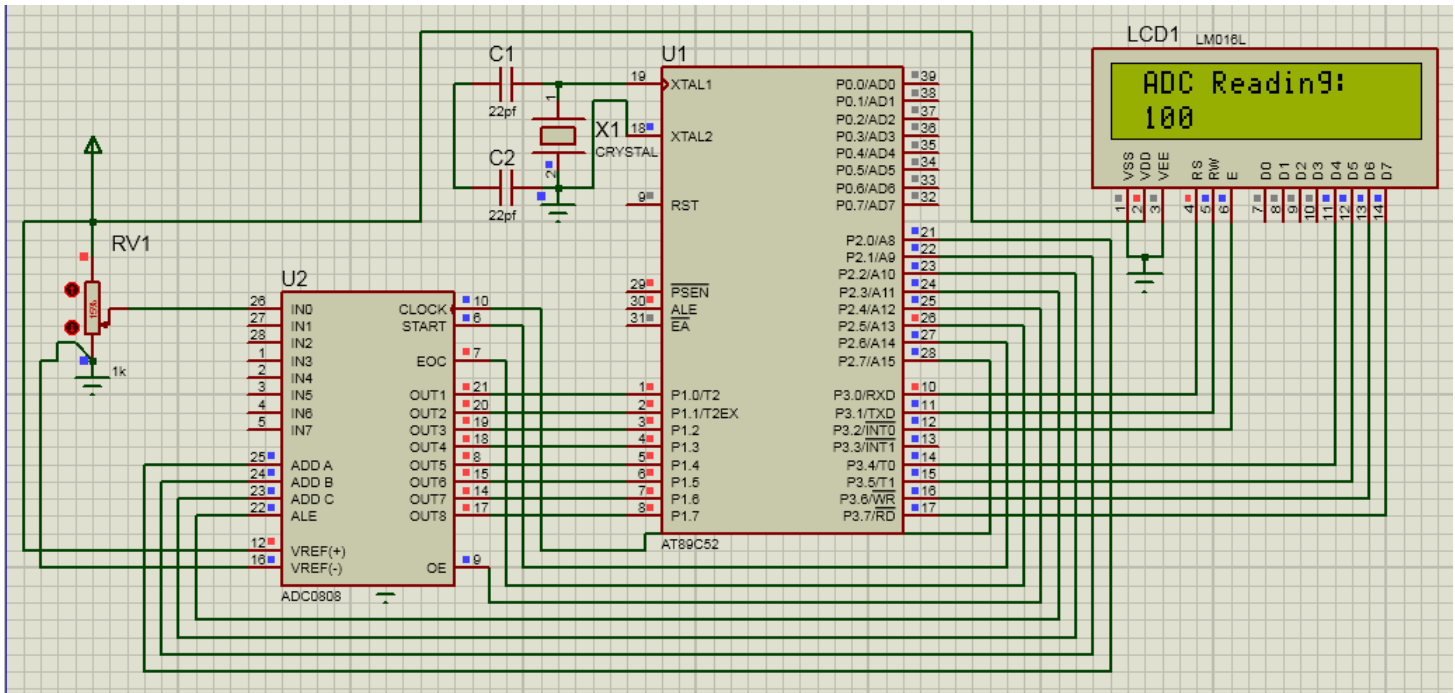 LCD1
LM016L
ADC Reading:
100
VSS
VDD
VEE
RS
RW
E
D0
D1
D2
D3
D4
D5
D6
D7
1
2
3
4
5
6
7
8
9
10
11
12
13
14
C1
22pf
C2
22pf
X1
CRYSTAL
1
2
U1
19 XTAL1
18 XTAL2
9 RST
29 PSEN
30 ALE
31 EA
1 P1.0/T2
2 P1.1/T2EX
3 P1.2
4 P1.3
5 P1.4
6 P1.5
7 P1.6
8 P1.7
P0.0/AD0 39
P0.1/AD1 38
P0.2/AD2 37
P0.3/AD3 36
P0.4/AD4 35
P0.5/AD5 34
P0.6/AD6 33
P0.7/AD7 32
P2.0/A8 21
P2.1/A9 22
P2.2/A10 23
P2.3/A11 24
P2.4/A12 25
P2.5/A13 26
P2.6/A14 27
P2.7/A15 28
P3.0/RXD 10
P3.1/TXD 11
P3.2/INT0 12
P3.3/INT1 13
P3.4/T0 14
P3.5/T1 15
P3.6/WR 16
P3.7/RD 17
AT89C52
RV1
15%
1k
U2
26 IN0
27 IN1
28 IN2
1 IN3
2 IN4
3 IN5
4 IN6
5 IN7
25 ADD A
24 ADD B
23 ADD C
22 ALE
12 VREF(+)
16 VREF(-)
CLOCK 10
START 6
EOC 7
OUT1 21
OUT2 20
OUT3 19
OUT4 18
OUT5 8
OUT6 15
OUT7 14
OUT8 17
OE 9
ADC0808